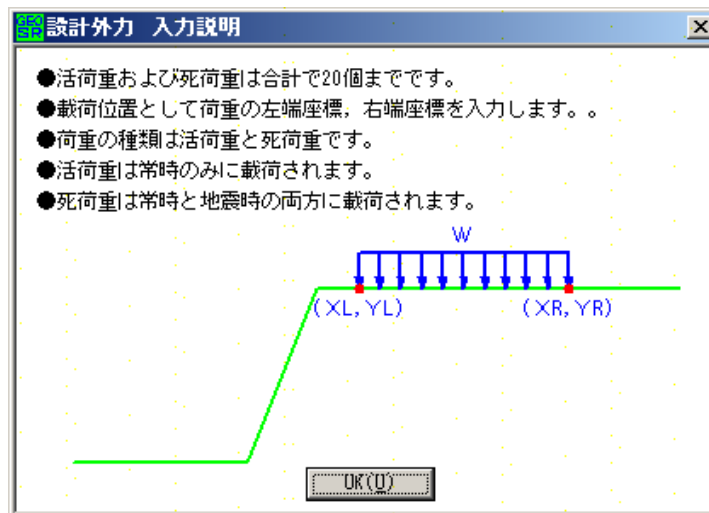 GEO SR 設計外力 入力説明
●活荷重および死荷重は合計で20個までです。
●載荷位置として荷重の左端座標，右端座標を入力します。。
●荷重の種類は活荷重と死荷重です。
●活荷重は常時のみに載荷されます。
●死荷重は常時と地震時の両方に載荷されます。
W
(XL,YL) (XR,YR)
OK(O)